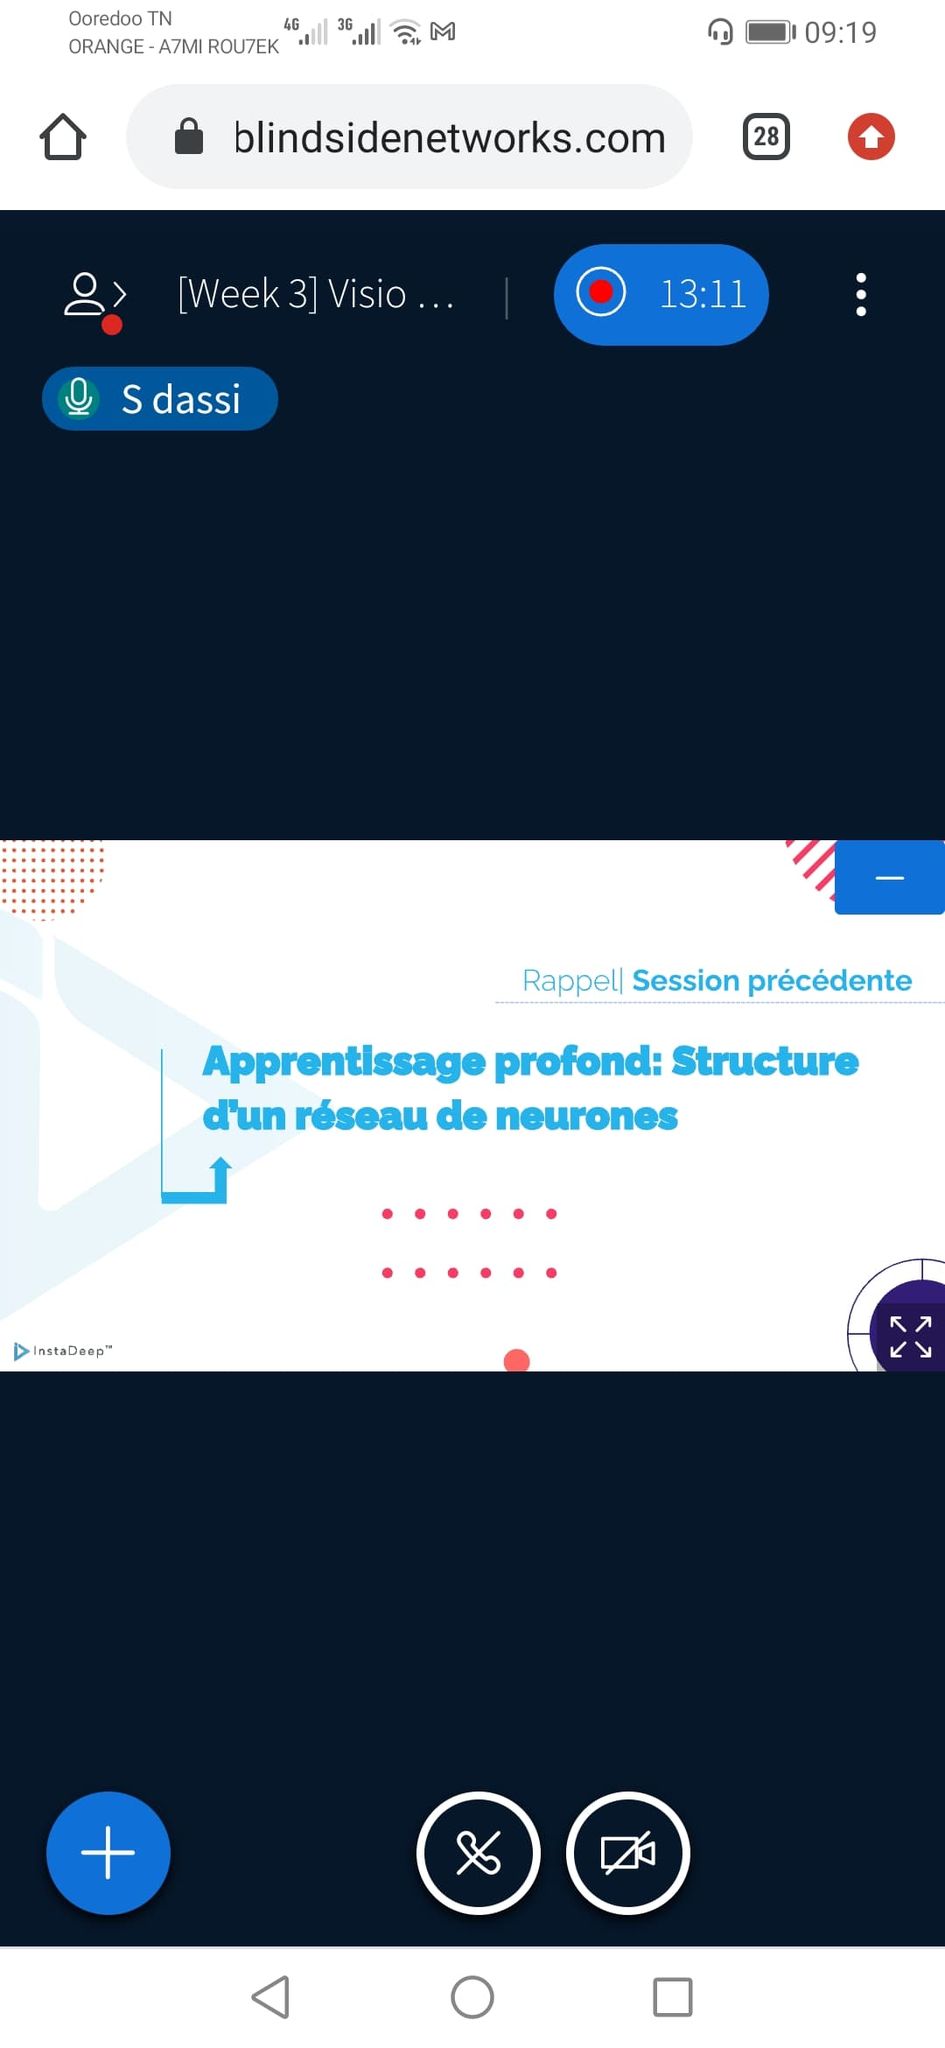 Ooredoo TN
ORANGE - A7MI ROU7EK
4G 3G 09:19
blindsidenetworks.com 28
[Week 3] Visio ... | 13:11
S dassi
Rappel| Session précédente
Apprentissage profond: Structure
d'un réseau de neurones
InstaDeep™